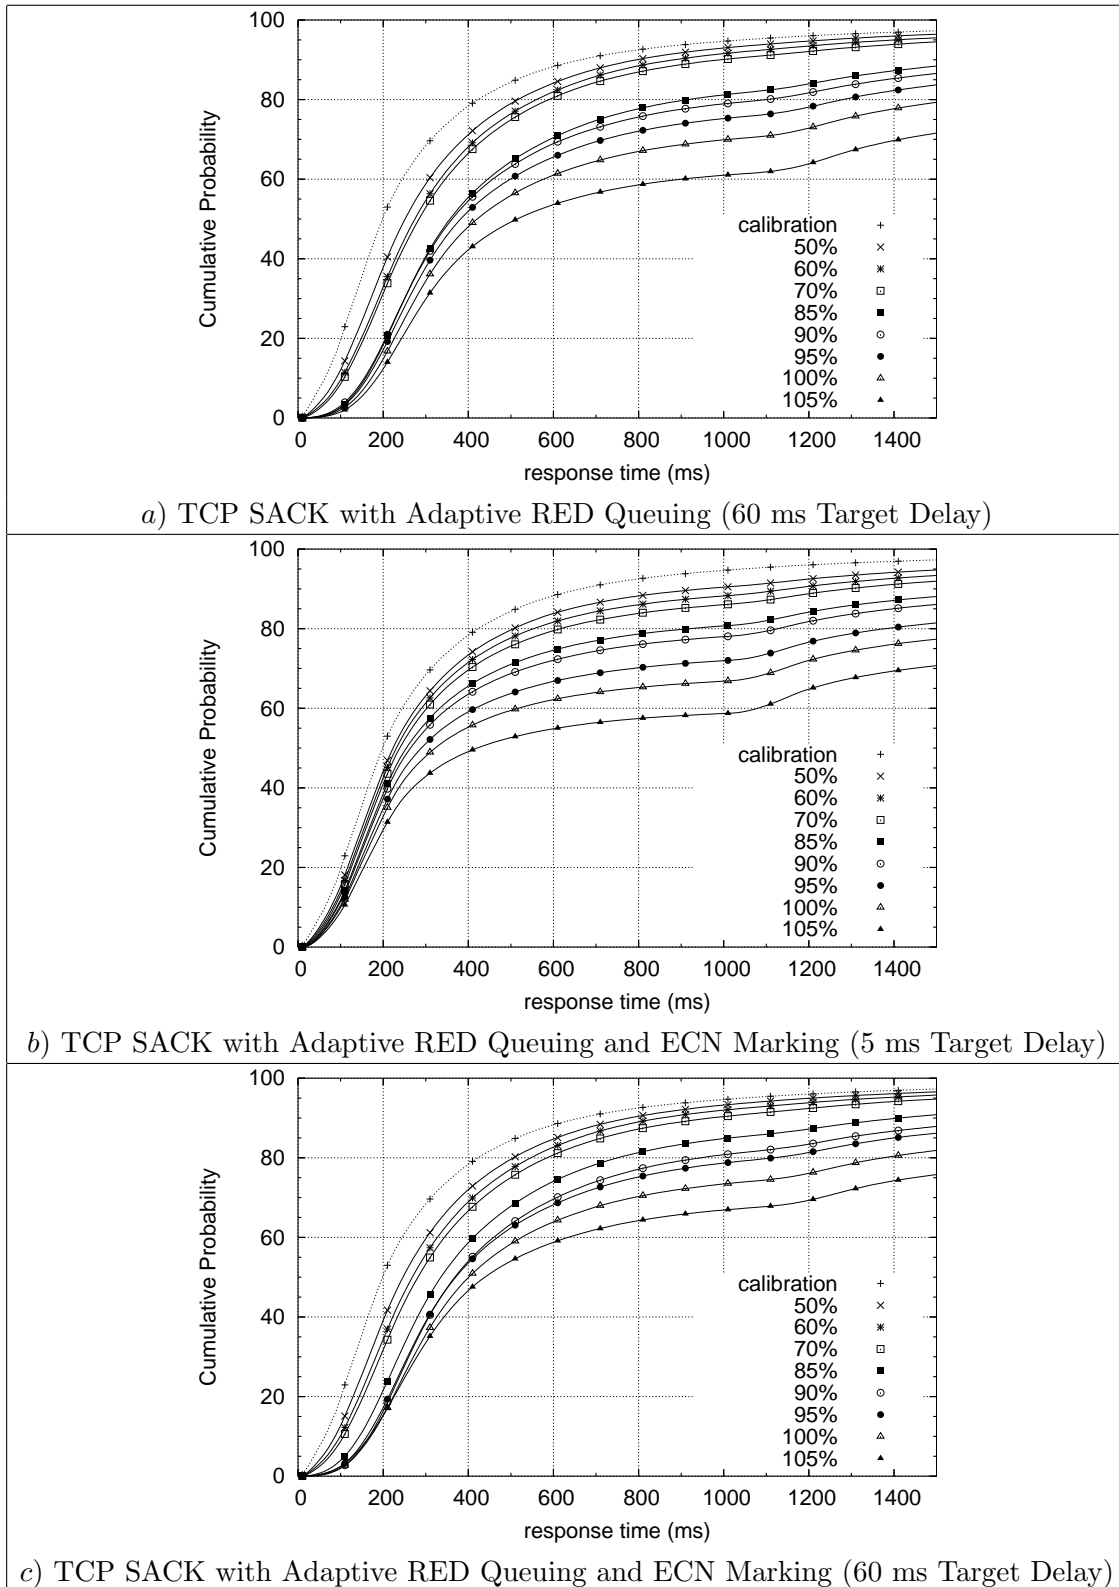 100
80
60
40
20
0
Cumulative Probability
calibration
50%
60%
70%
85%
90%
95%
100%
105%
0 200 400 600 800 1000 1200 1400
response time (ms)
a) TCP SACK with Adaptive RED Queuing (60 ms Target Delay)
100
80
60
40
20
0
Cumulative Probability
calibration
50%
60%
70%
85%
90%
95%
100%
105%
0 200 400 600 800 1000 1200 1400
response time (ms)
b) TCP SACK with Adaptive RED Queuing and ECN Marking (5 ms Target Delay)
100
80
60
40
20
0
Cumulative Probability
calibration
50%
60%
70%
85%
90%
95%
100%
105%
0 200 400 600 800 1000 1200 1400
response time (ms)
c) TCP SACK with Adaptive RED Queuing and ECN Marking (60 ms Target Delay)